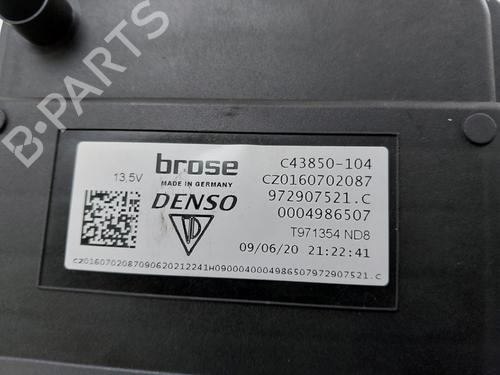 B-PARTS
brose C43850-104
13,5V MADE IN GERMANY CZ0160702087
DENSO 972907521.C
0004986507
T971354 ND8
09/06/20 21:22:41
CZ0160702087090620212241H0900040004986507972907521.C